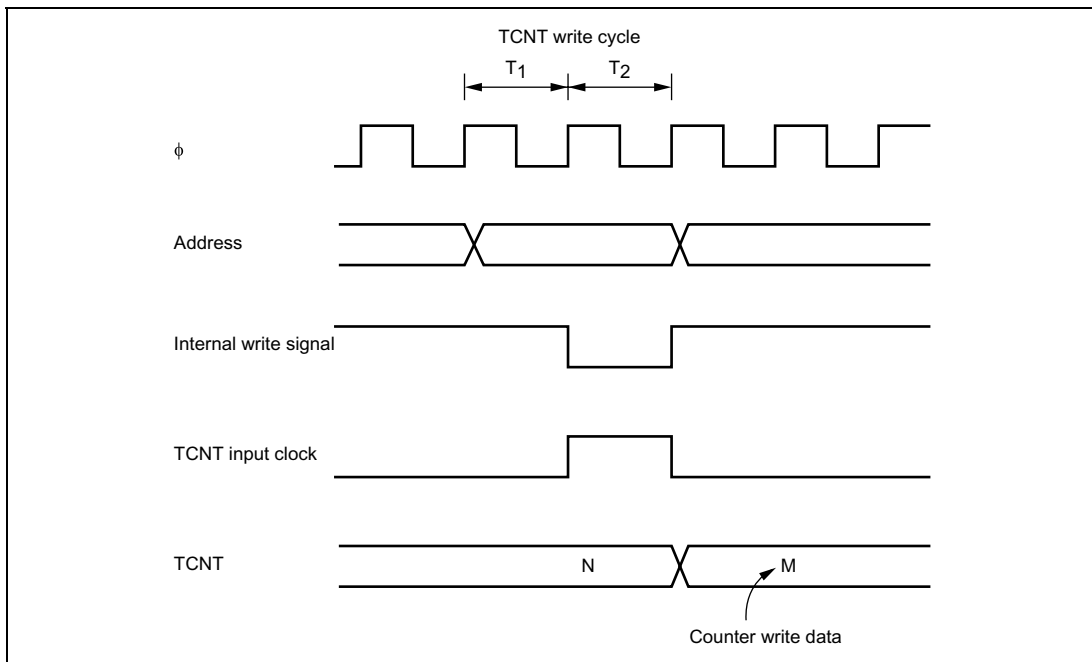 TCNT write cycle
T1 T2
ϕ
Address
Internal write signal
TCNT input clock
TCNT N M
Counter write data